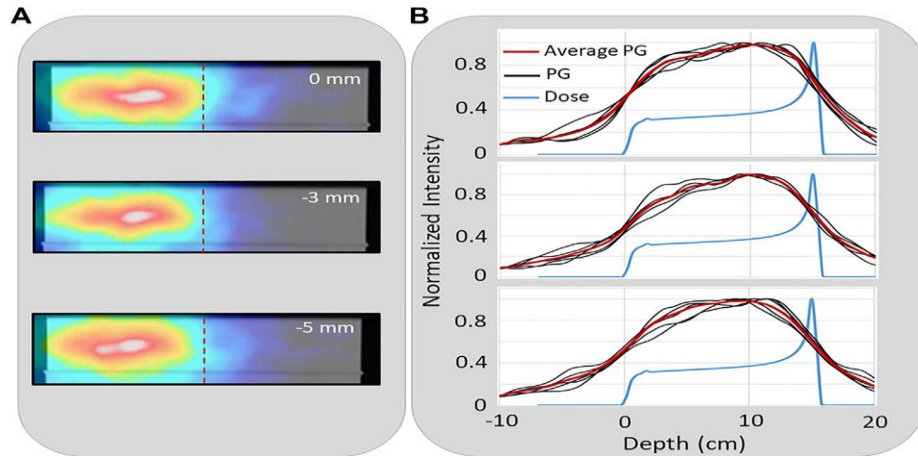 A
0 mm
-3 mm
-5 mm
B
Normalized Intensity
Average PG
PG
Dose
0.8
0.4
0
0.8
0.4
0
0.8
0.4
0
-10 0 10 20
Depth (cm)